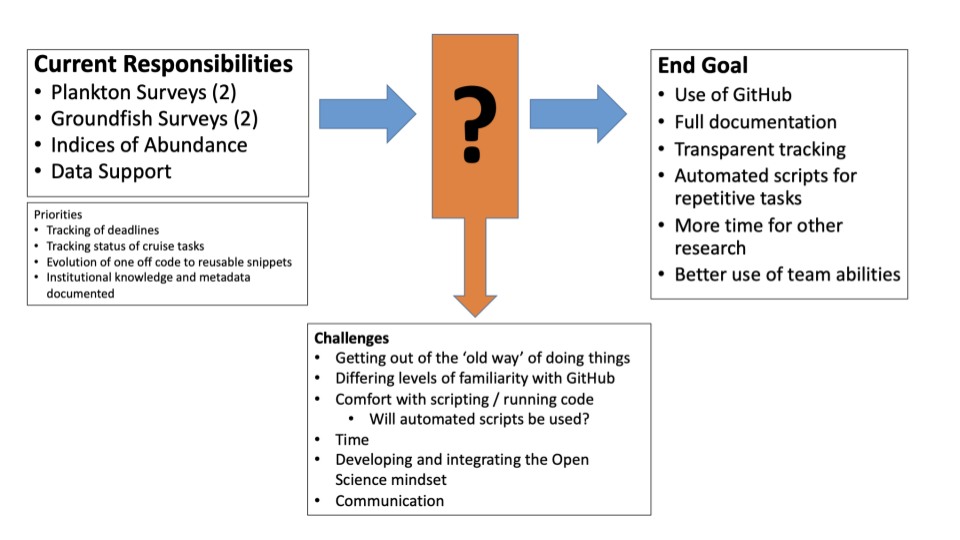 Current Responsibilities
• Plankton Surveys (2)
• Groundfish Surveys (2)
• Indices of Abundance
• Data Support
Priorities
• Tracking of deadlines
• Tracking status of cruise tasks
• Evolution of one off code to reusable snippets
• Institutional knowledge and metadata
documented
?
End Goal
• Use of GitHub
• Full documentation
• Transparent tracking
• Automated scripts for
repetitive tasks
• More time for other
research
• Better use of team abilities
Challenges
• Getting out of the ‘old way’ of doing things
• Differing levels of familiarity with GitHub
• Comfort with scripting / running code
• Will automated scripts be used?
• Time
• Developing and integrating the Open
Science mindset
• Communication